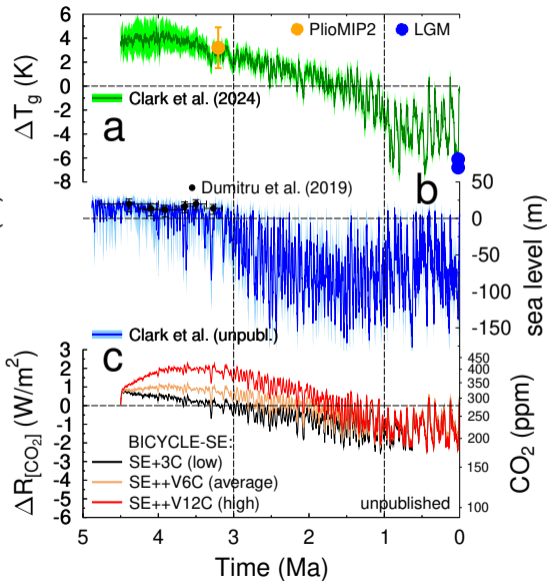 6
4
2
0
-2
-4
-6
-8
ΔTg (K)
PlioMIP2
LGM
Clark et al. (2024)
a
b
Dumitru et al. (2019)
50
0
-50
-100
-150
sea level (m)
Clark et al. (unpubl.)
c
3
2
1
0
-1
-2
-3
-4
-5
-6
ΔR[CO2] (W/m2)
450
400
350
300
250
200
150
100
CO2 (ppm)
BICYCLE-SE:
SE+3C (low)
SE++V6C (average)
SE++V12C (high)
unpublished
5 4 3 2 1 0
Time (Ma)